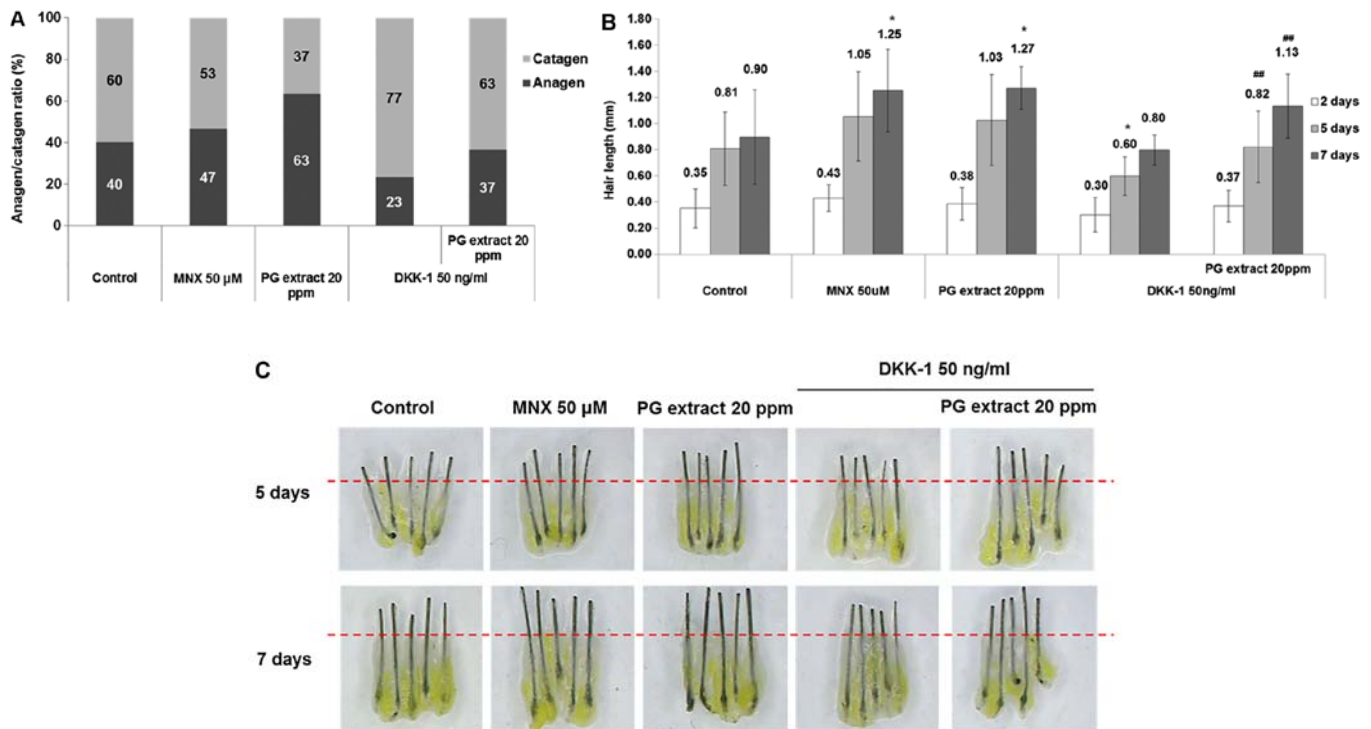 A
Anagen/catagen ratio (%)
100
80
60
40
20
0
60
40
53
47
37
63
77
23
63
37
Catagen
Anagen
Control
MNX 50 µM
PG extract 20
ppm
DKK-1 50 ng/ml
PG extract 20
ppm
B
Hair length (mm)
1.80
1.60
1.40
1.20
1.00
0.80
0.60
0.40
0.20
0.00
0.35
0.81
0.90
0.43
1.05
*
1.25
0.38
1.03
*
1.27
0.30
*
0.60
0.80
0.37
##
0.82
##
1.13
2 days
5 days
7 days
Control
MNX 50uM
PG extract 20ppm
DKK-1 50ng/ml
PG extract 20ppm
C
DKK-1 50 ng/ml
Control
MNX 50 µM
PG extract 20 ppm
PG extract 20 ppm
5 days
7 days